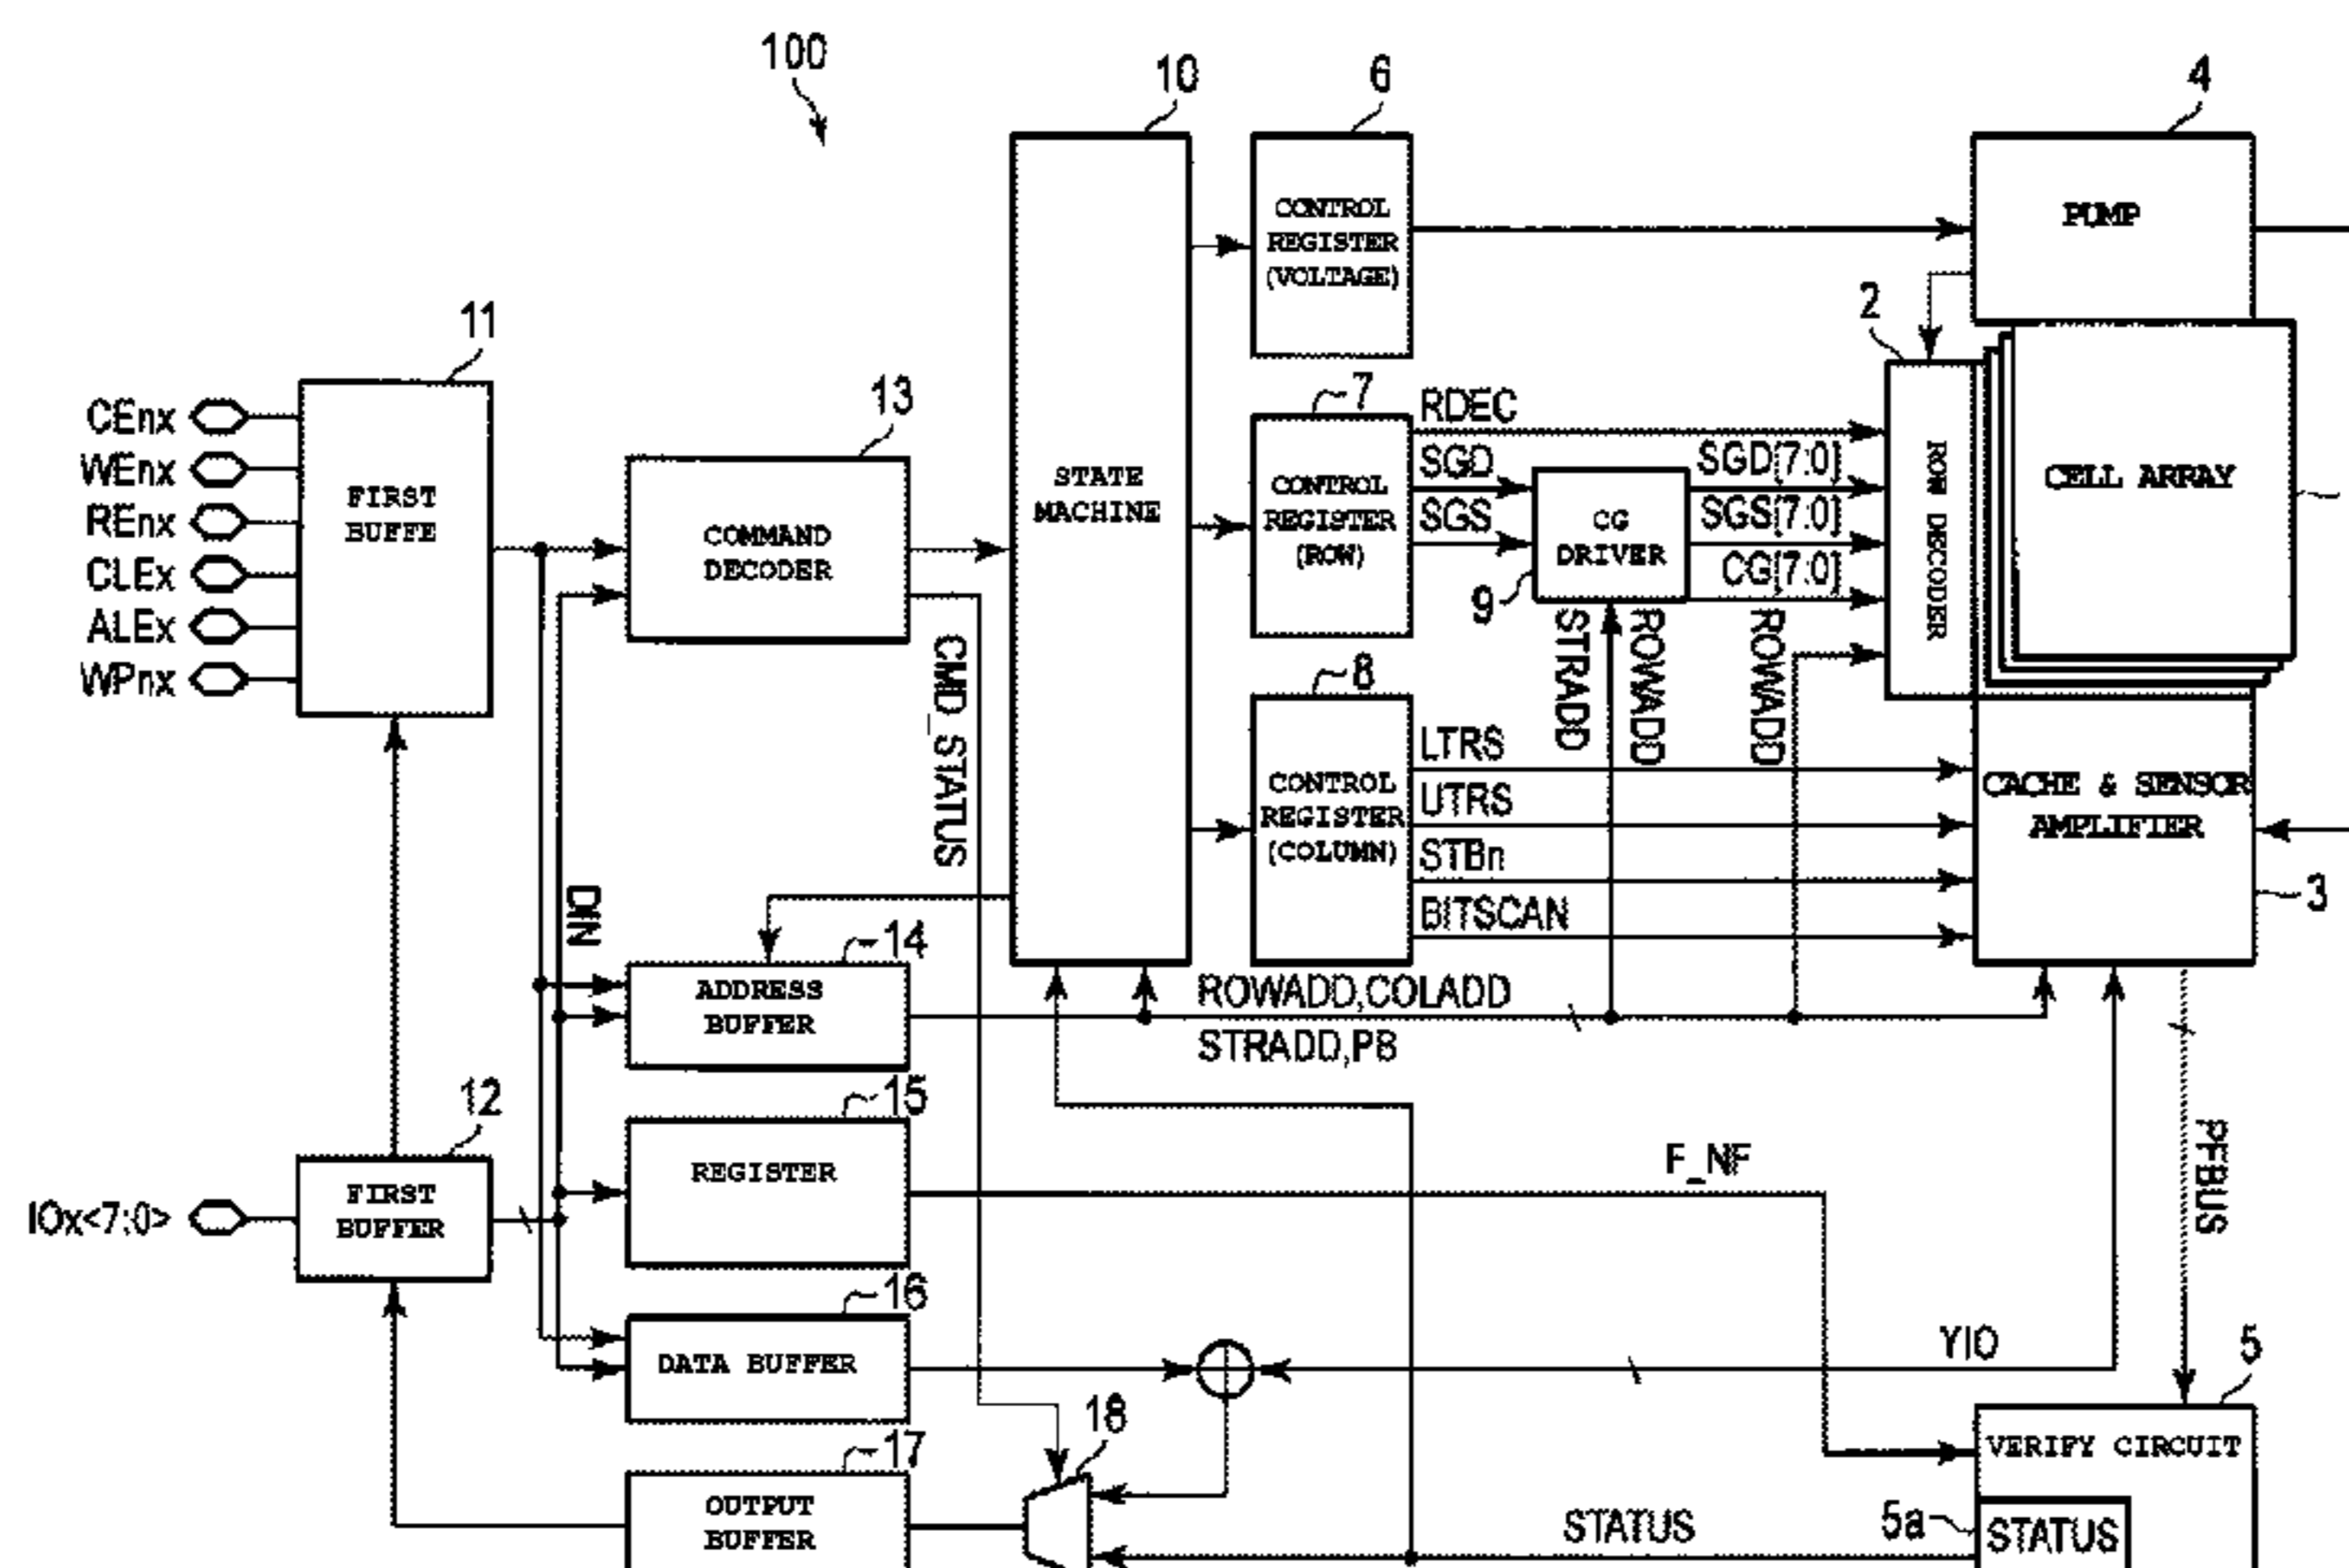 100
10
6
4
CONTROL
REGISTER
(VOLTAGE)
PUMP
2
11
CEnx
WEnx
REnx
CLEx
ALEx
WPnx
FIRST
BUFFE
13
COMMAND
DECODER
STATE
MACHINE
7
CONTROL
REGISTER
(ROW)
RDEC
SGD
SGS
CG
DRIVER
9
SGD[7:0]
SGS[7:0]
CG[7:0]
ROW DECODER
CELL ARRAY
CMD_STATUS
STRADD
ROWADD
ROWADD
8
CONTROL
REGISTER
(COLUMN)
LTRS
UTRS
STBn
BITSCAN
CACHE & SENSOR
AMPLIFIER
3
DIN
14
ADDRESS
BUFFER
ROWADD,COLADD
STRADD,PB
12
IOx<7:0>
FIRST
BUFFER
15
REGISTER
F_NF
PFBUS
16
DATA BUFFER
YIO
5
VERIFY CIRCUIT
17
OUTPUT
BUFFER
18
STATUS
5a
STATUS